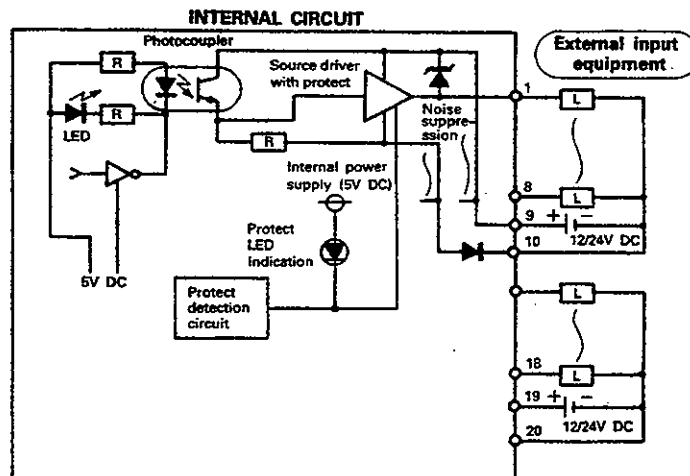 INTERNAL CIRCUIT
Photocoupler
R
R
LED
Source driver
with protect
External input
equipment
1
L
Noise
suppre-
ssion
R
Internal power
supply (5V DC)
8
L
9
+
−
12/24V DC
10
Protect
LED
indication
5V DC
Protect
detection
circuit
L
18
L
19
+
−
12/24V DC
20